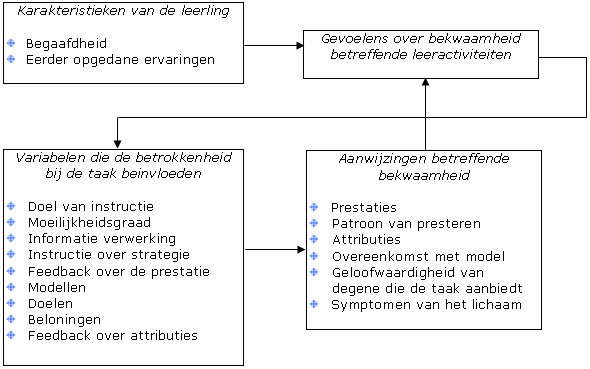 Karakteristieken van de leerling
Begaafdheid
Eerder opgedane ervaringen
Gevoelens over bekwaamheid
betreffende leeractiviteiten
Variabelen die de betrokkenheid
bij de taak beinvloeden
Doel van instructie
Moeilijkheidsgraad
Informatie verwerking
Instructie over strategie
Feedback over de prestatie
Modellen
Doelen
Beloningen
Feedback over attributies
Aanwijzingen betreffende
bekwaamheid
Prestaties
Patroon van presteren
Attributies
Overeenkomst met model
Geloofwaardigheid van
degene die de taak aanbiedt
Symptomen van het lichaam